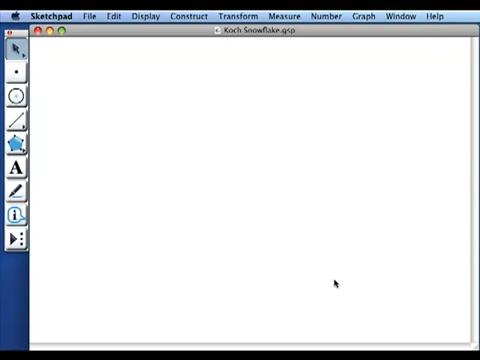 Sketchpad File Edit Display Construct Transform Measure Number Graph Window Help
Koch Snowflake.gsp
A